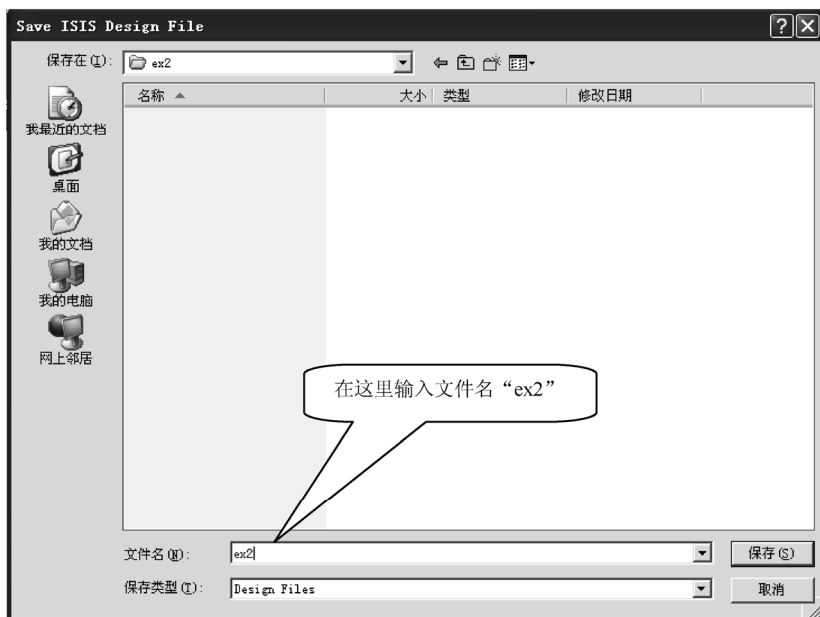 Save ISIS Design File
保存在(I):
ex2
名称
大小
类型
修改日期
我最近的文档
桌面
我的文档
我的电脑
网上邻居
在这里输入文件名“ex2”
文件名(N):
ex2
保存(S)
保存类型(T):
Design Files
取消